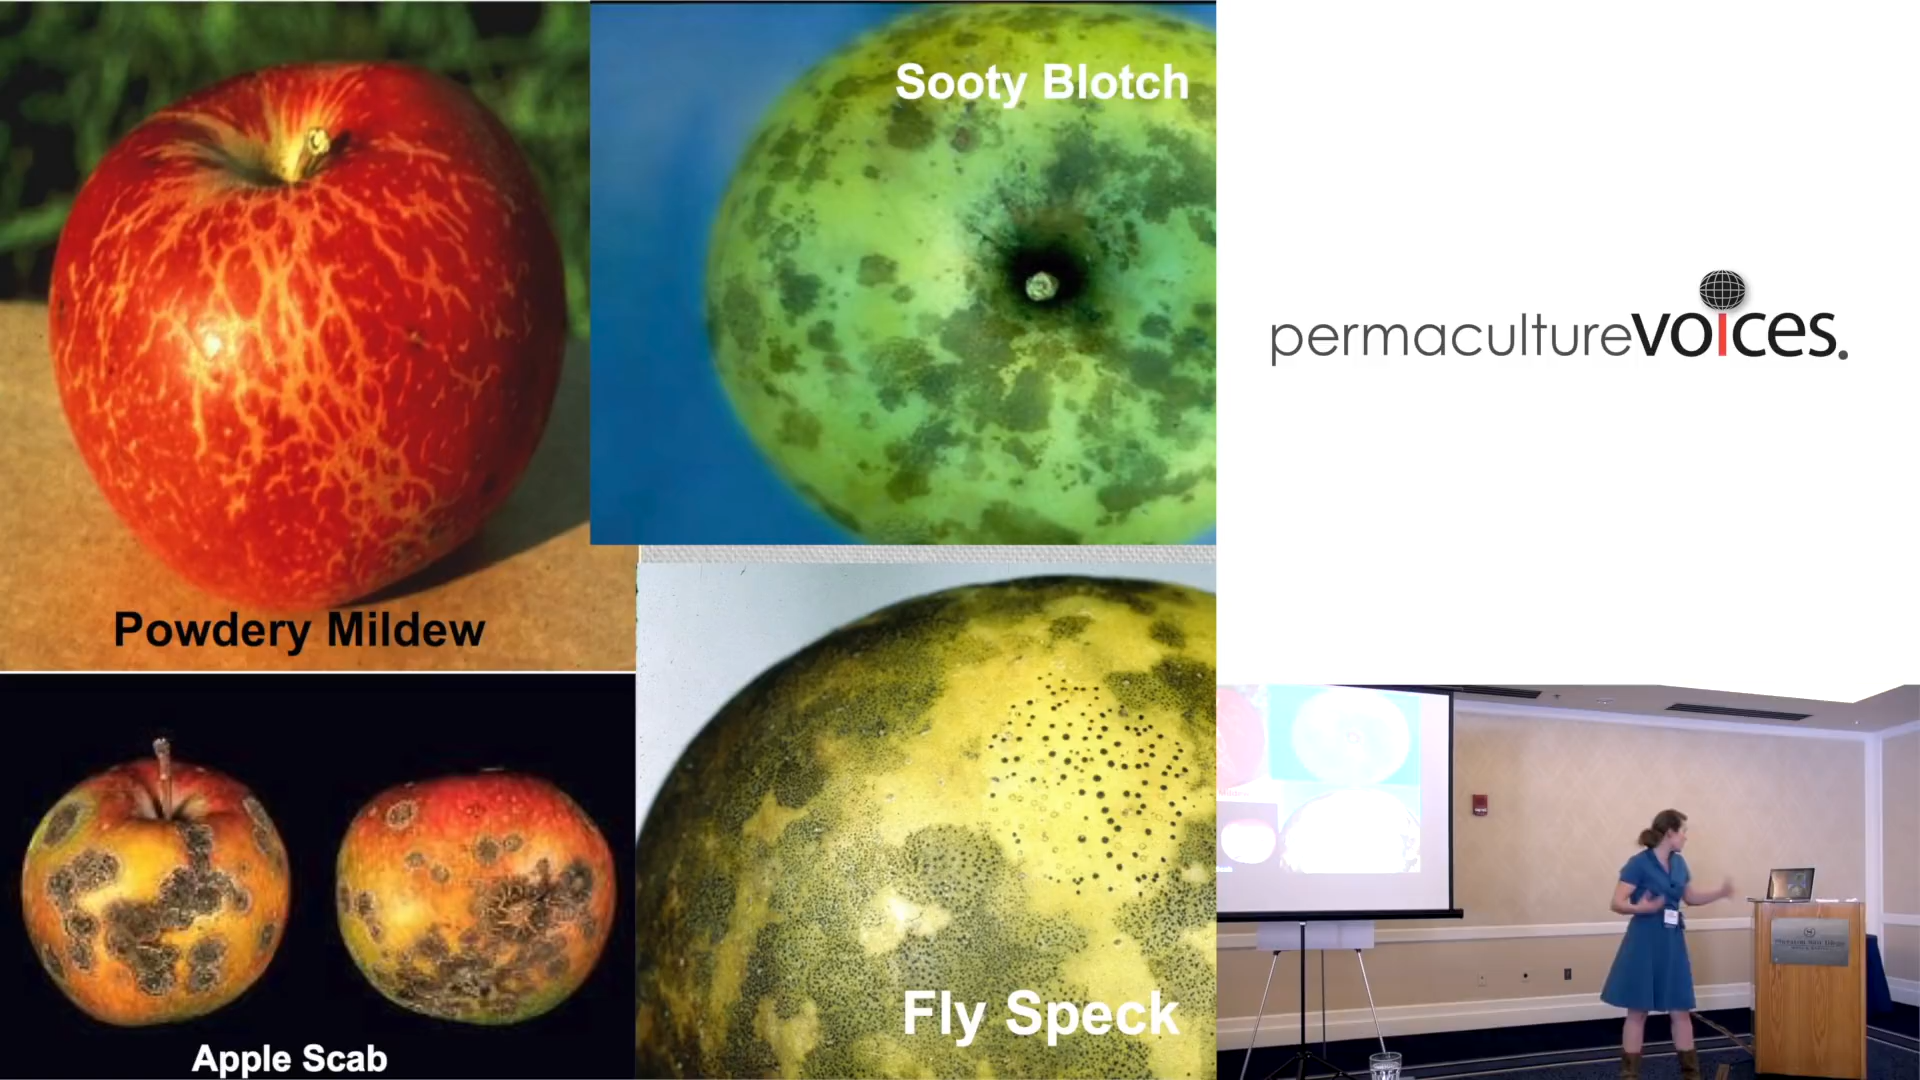 Sooty Blotch
Powdery Mildew
Apple Scab
Fly Speck
permaculturevoices.